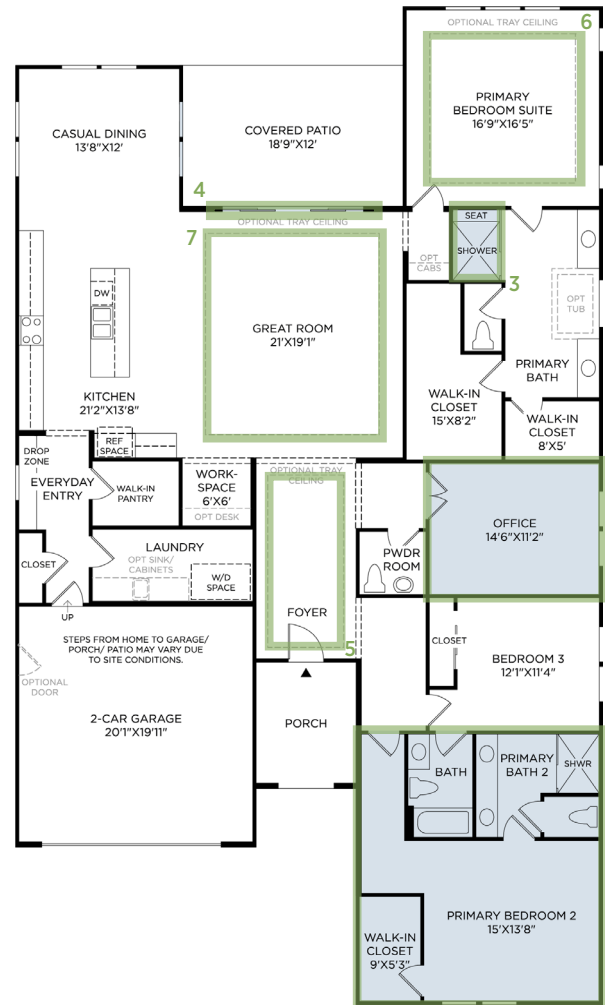 OPTIONAL TRAY CEILING
6
PRIMARY
BEDROOM SUITE
16'9"X16'5"
CASUAL DINING
13'8"X12'
COVERED PATIO
18'9"X12'
4
OPTIONAL TRAY CEILING
7
SEAT
SHOWER
3
OPT
CABS
OPT
TUB
DW
GREAT ROOM
21'X19'1"
PRIMARY
BATH
KITCHEN
21'2"X13'8"
WALK-IN
CLOSET
15'X8'2"
WALK-IN
CLOSET
8'X5'
REF
SPACE
DROP
ZONE
EVERYDAY
ENTRY
WALK-IN
PANTRY
WORK-
SPACE
6'X6'
OPT DESK
OPTIONAL TRAY
CEILING
OFFICE
14'6"X11'2"
CLOSET
LAUNDRY
OPT SINK/
CABINETS
W/D
SPACE
PWDR
ROOM
FOYER
5
UP
STEPS FROM HOME TO GARAGE/
PORCH/ PATIO MAY VARY DUE
TO SITE CONDITIONS.
OPTIONAL
DOOR
CLOSET
BEDROOM 3
12'1"X11'4"
2-CAR GARAGE
20'1"X19'11"
PORCH
BATH
PRIMARY
BATH 2
SHWR
PRIMARY BEDROOM 2
15'X13'8"
WALK-IN
CLOSET
9'X5'3"